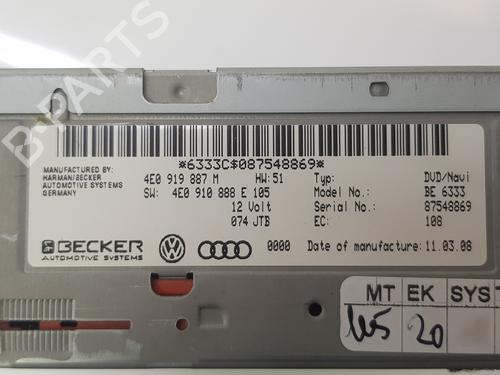 *6333C$087548869*
MANUFACTURED BY:
HARMAN/BECKER
AUTOMOTIVE SYSTEMS
GERMANY
4E0 919 887 M HW:51
SW: 4E0 910 888 E 105
12 Volt
074 JTB
Typ: DVD/Navi
Model No.: BE 6333
Serial No.: 87548869
EC: 108
BECKER
AUTOMOTIVE SYSTEMS
0000 Date of manufacture: 11.03.08
MT EK SYST
20
B-PARTS